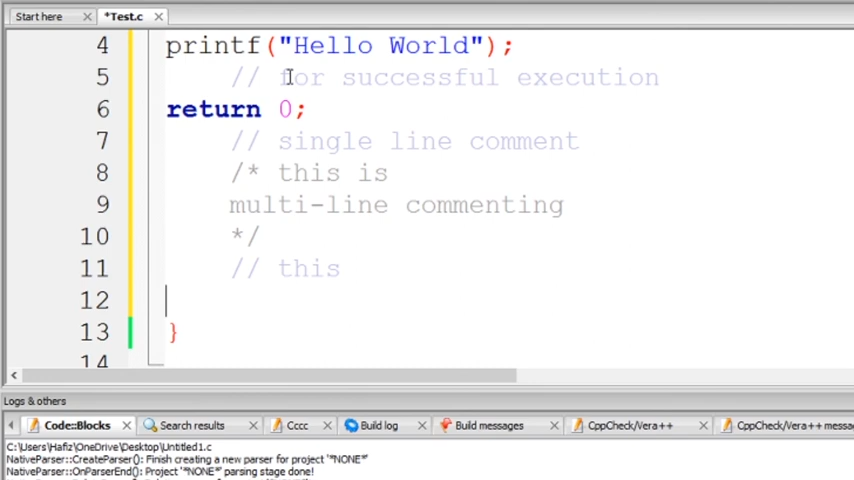 Start here
*Test.c
4 printf("Hello World");
5 // for successful execution
6 return 0;
7 // single line comment
8 /* this is
9 multi-line commenting
10 */
11 // this
12
13 }
14
Logs & others
Code::Blocks Search results Cccc Build log Build messages CppCheck/Vera++ CppCheck/Vera++ messag
C:\Users\Hafiz\OneDrive\Desktop\Untitled1.c
NativeParser::CreateParser(): Finish creating a new parser for project '*NONE*'
NativeParser::OnParserEnd(): Project '*NONE*' parsing stage done!